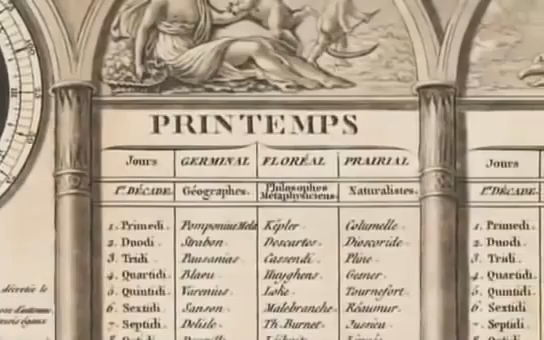 PRINTEMPS
Jours GERMINAL FLORÉAL PRAIRIAL Jours
1re DÉCADE. Géographes. Philosophes Métaphysiciens. Naturalistes. 1re DÉCADE.
1. Primedi. Pomponius Mela Képler. Columelle. 1. Primedi.
2. Duodi. Strabon. Descartes. Dioscoride. 2. Duodi.
3. Tridi. Pausanias. Gassendi. Pline. 3. Tridi.
4. Quartidi. Blaeu. Huyghens. Gesner. 4. Quartidi.
5. Quintidi. Varenius. Loke. Tournefort. 5. Quintidi.
6. Sextidi. Sanson. Malebranche. Réaumur. 6. Sextidi.
7. Septidi. Delisle. Th. Burnet. Jussieu. 7. Septidi.